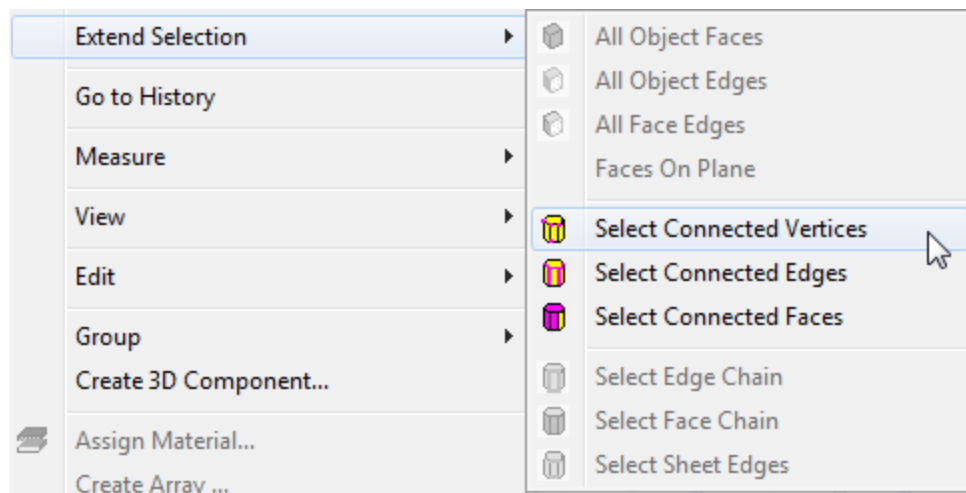 Extend Selection
Go to History
Measure
View
Edit
Group
Create 3D Component...
Assign Material...
Create Array ...
All Object Faces
All Object Edges
All Face Edges
Faces On Plane
Select Connected Vertices
Select Connected Edges
Select Connected Faces
Select Edge Chain
Select Face Chain
Select Sheet Edges